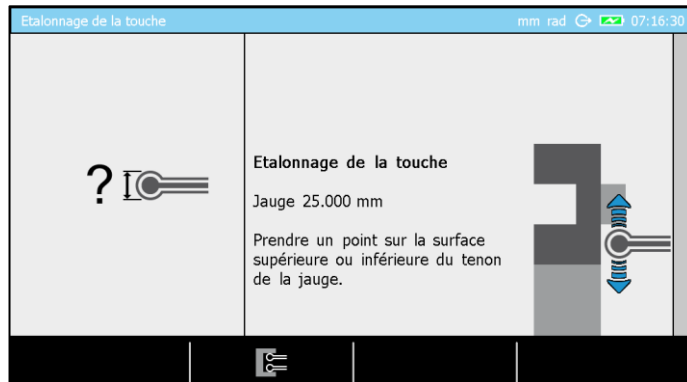 Etalonnage de la touche
mm rad 07:16:30
?
Etalonnage de la touche
Jauge 25.000 mm
Prendre un point sur la surface
supérieure ou inférieure du tenon
de la jauge.